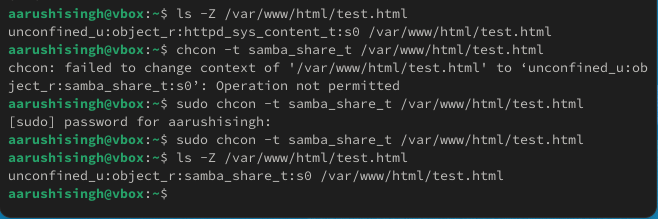 aarushisingh@vbox:~$ ls -Z /var/www/html/test.html
unconfined_u:object_r:httpd_sys_content_t:s0 /var/www/html/test.html
aarushisingh@vbox:~$ chcon -t samba_share_t /var/www/html/test.html
chcon: failed to change context of '/var/www/html/test.html' to ‘unconfined_u:ob
ject_r:samba_share_t:s0’: Operation not permitted
aarushisingh@vbox:~$ sudo chcon -t samba_share_t /var/www/html/test.html
[sudo] password for aarushisingh:
aarushisingh@vbox:~$ sudo chcon -t samba_share_t /var/www/html/test.html
aarushisingh@vbox:~$ ls -Z /var/www/html/test.html
unconfined_u:object_r:samba_share_t:s0 /var/www/html/test.html
aarushisingh@vbox:~$